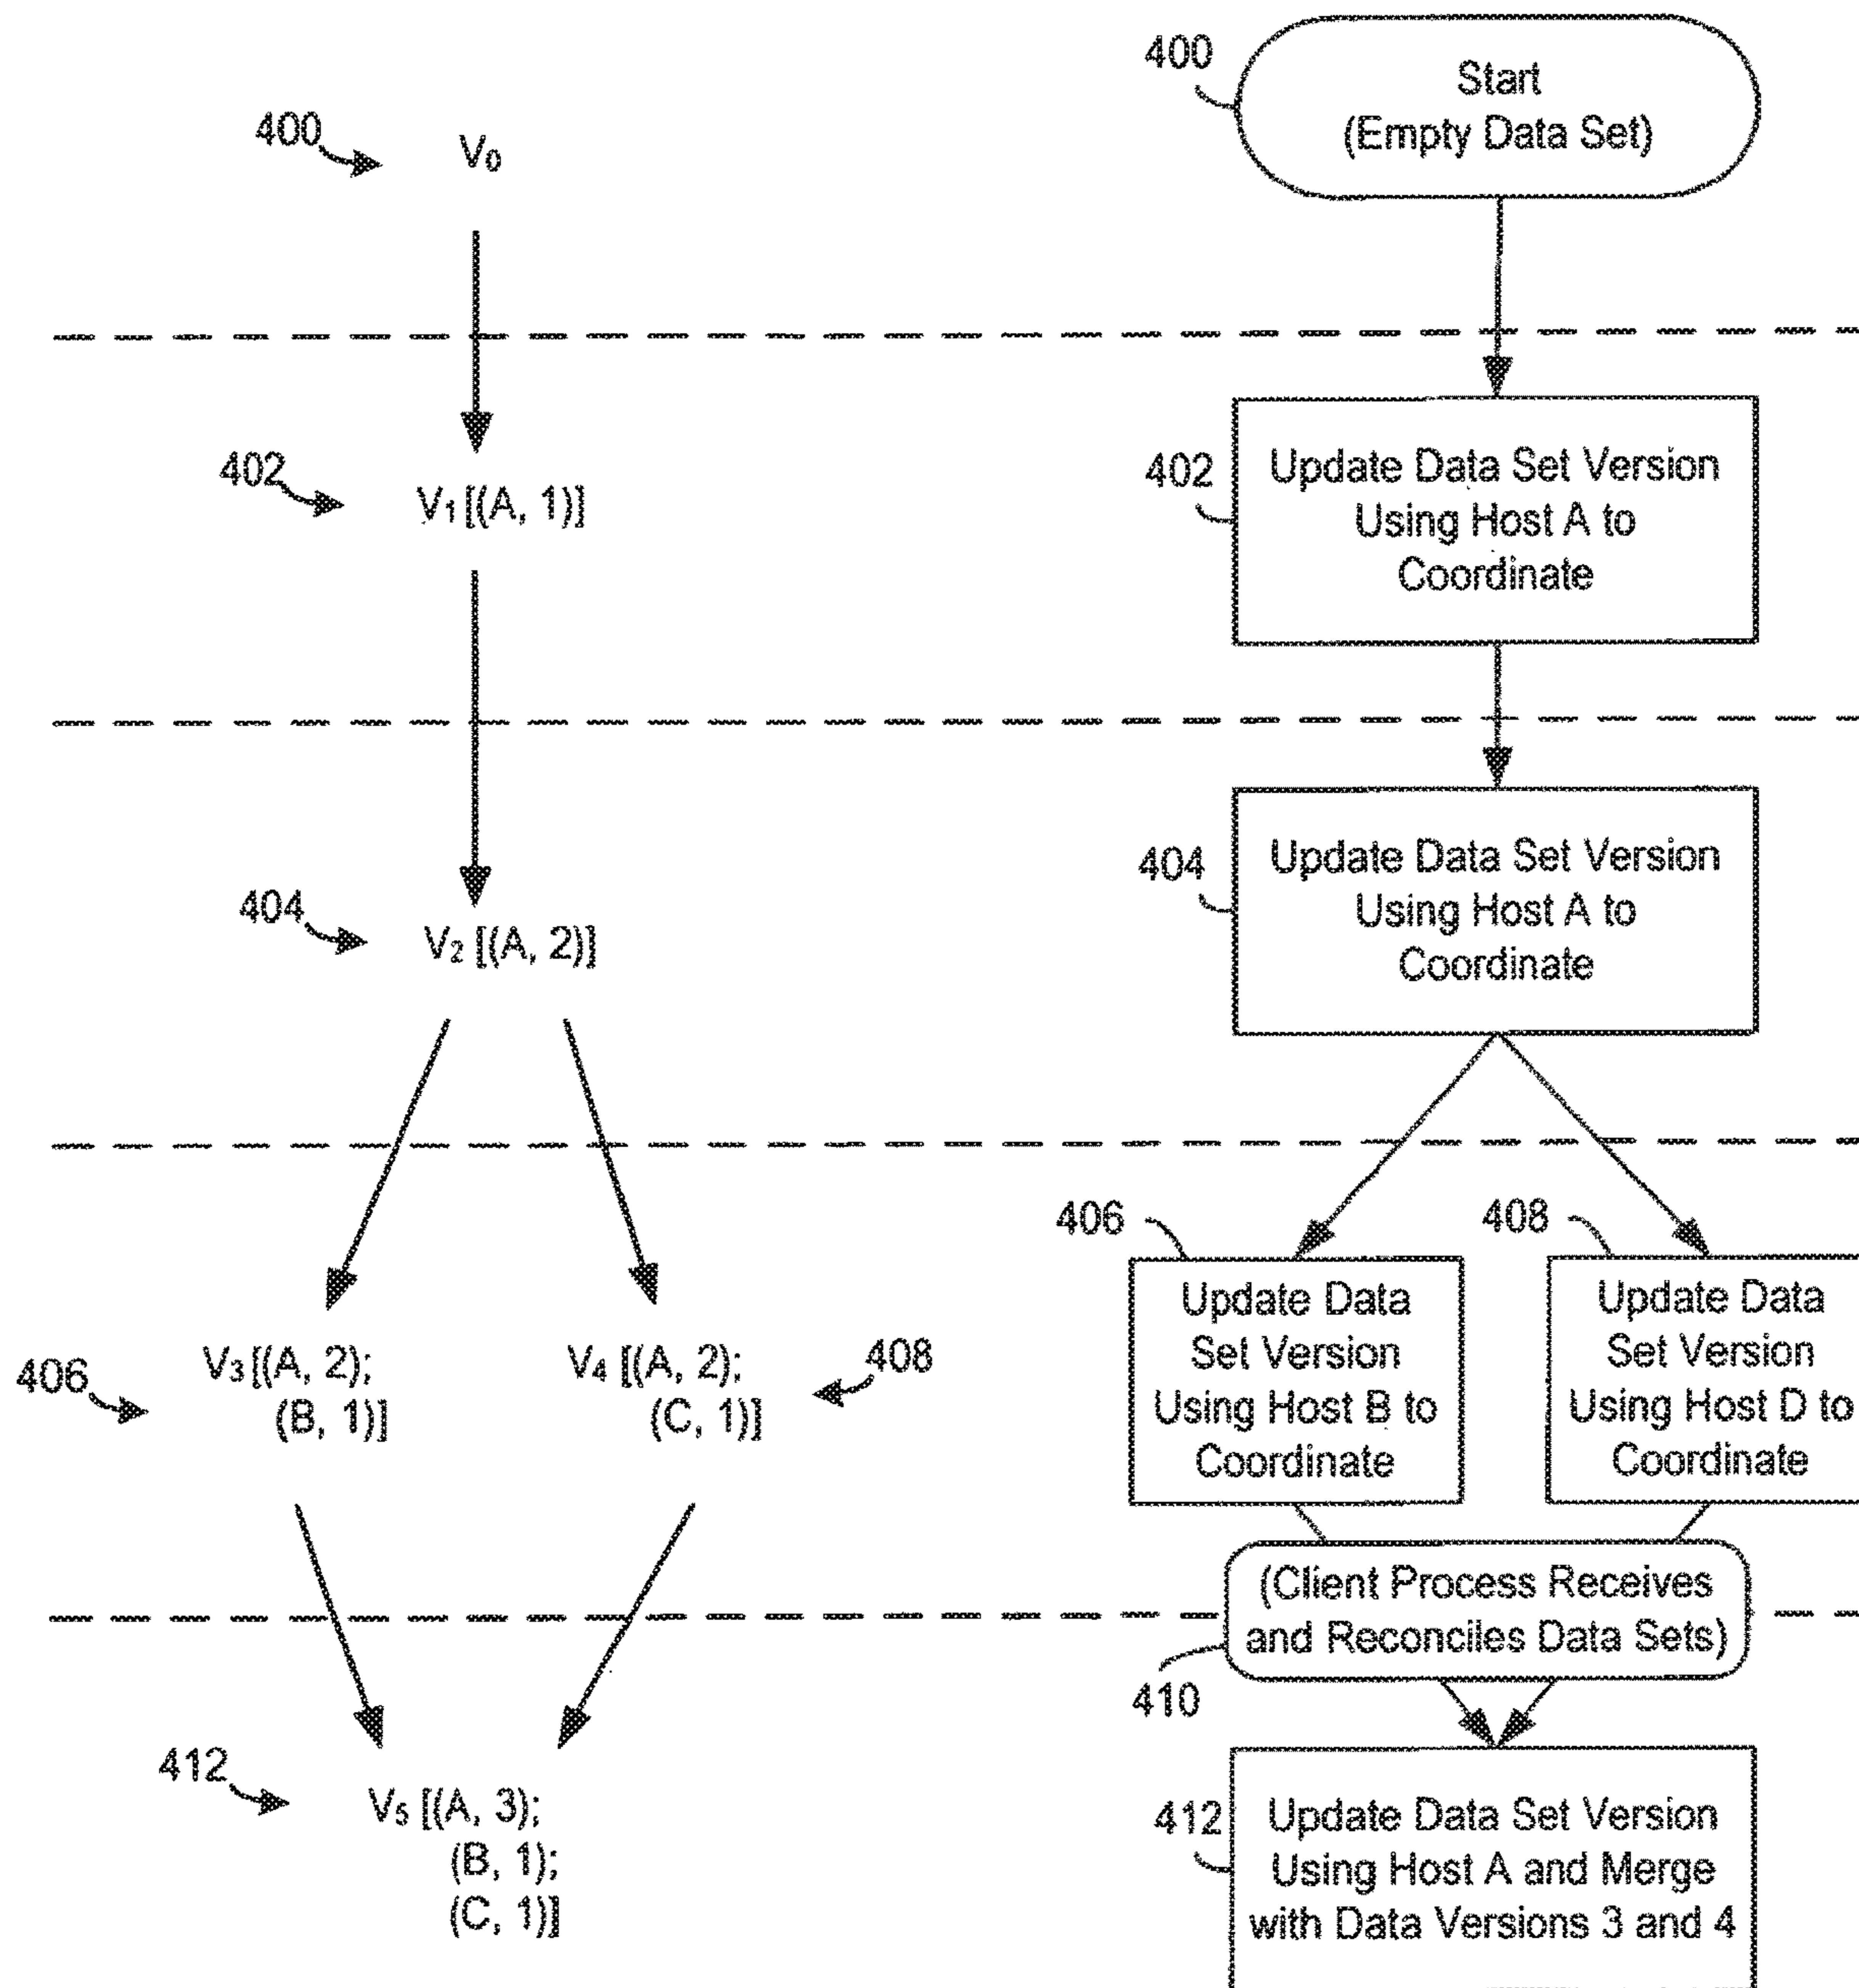 400
V0
402
V1 [(A, 1)]
404
V2 [(A, 2)]
406
V3 [(A, 2);
(B, 1)]
V4 [(A, 2);
(C, 1)]
408
412
V5 [(A, 3);
(B, 1);
(C, 1)]
400
Start
(Empty Data Set)
402
Update Data Set Version
Using Host A to
Coordinate
404
Update Data Set Version
Using Host A to
Coordinate
406
Update Data
Set Version
Using Host B to
Coordinate
408
Update Data
Set Version
Using Host D to
Coordinate
(Client Process Receives
and Reconciles Data Sets)
410
412
Update Data Set Version
Using Host A and Merge
with Data Versions 3 and 4